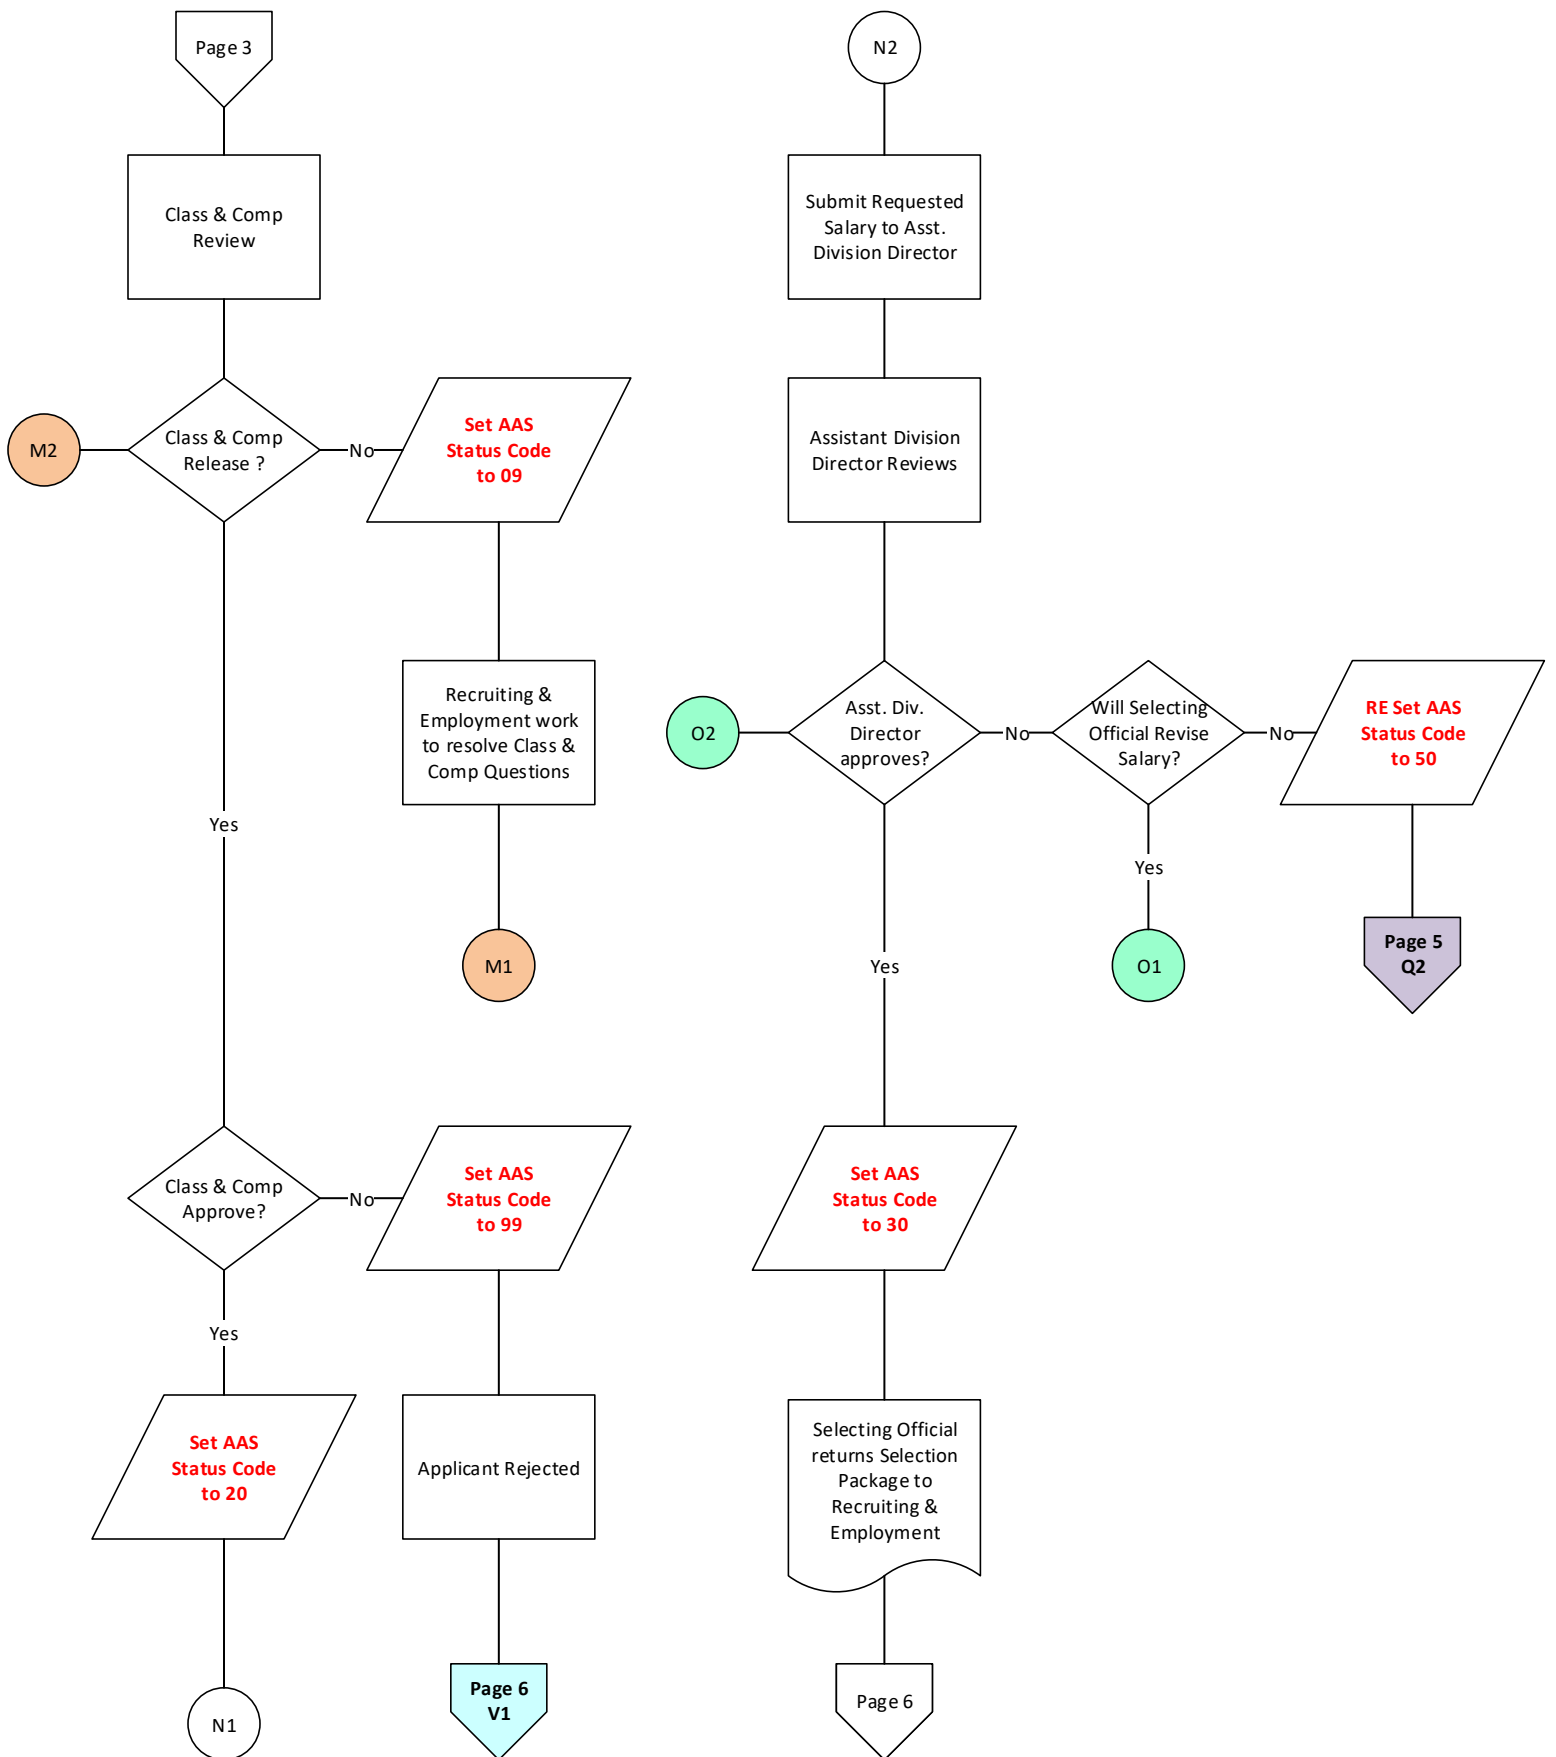 Page 3
Class & Comp
Review
M2
Class & Comp
Release ?
No
Set AAS
Status Code
to 09
Recruiting &
Employment work
to resolve Class &
Comp Questions
M1
Yes
Class & Comp
Approve?
No
Set AAS
Status Code
to 99
Yes
Set AAS
Status Code
to 20
Applicant Rejected
N1
Page 6
V1
N2
Submit Requested
Salary to Asst.
Division Director
Assistant Division
Director Reviews
O2
Asst. Div.
Director
approves?
No
Will Selecting
Official Revise
Salary?
No
RE Set AAS
Status Code
to 50
Yes
O1
Page 5
Q2
Yes
Set AAS
Status Code
to 30
Selecting Official
returns Selection
Package to
Recruiting &
Employment
Page 6